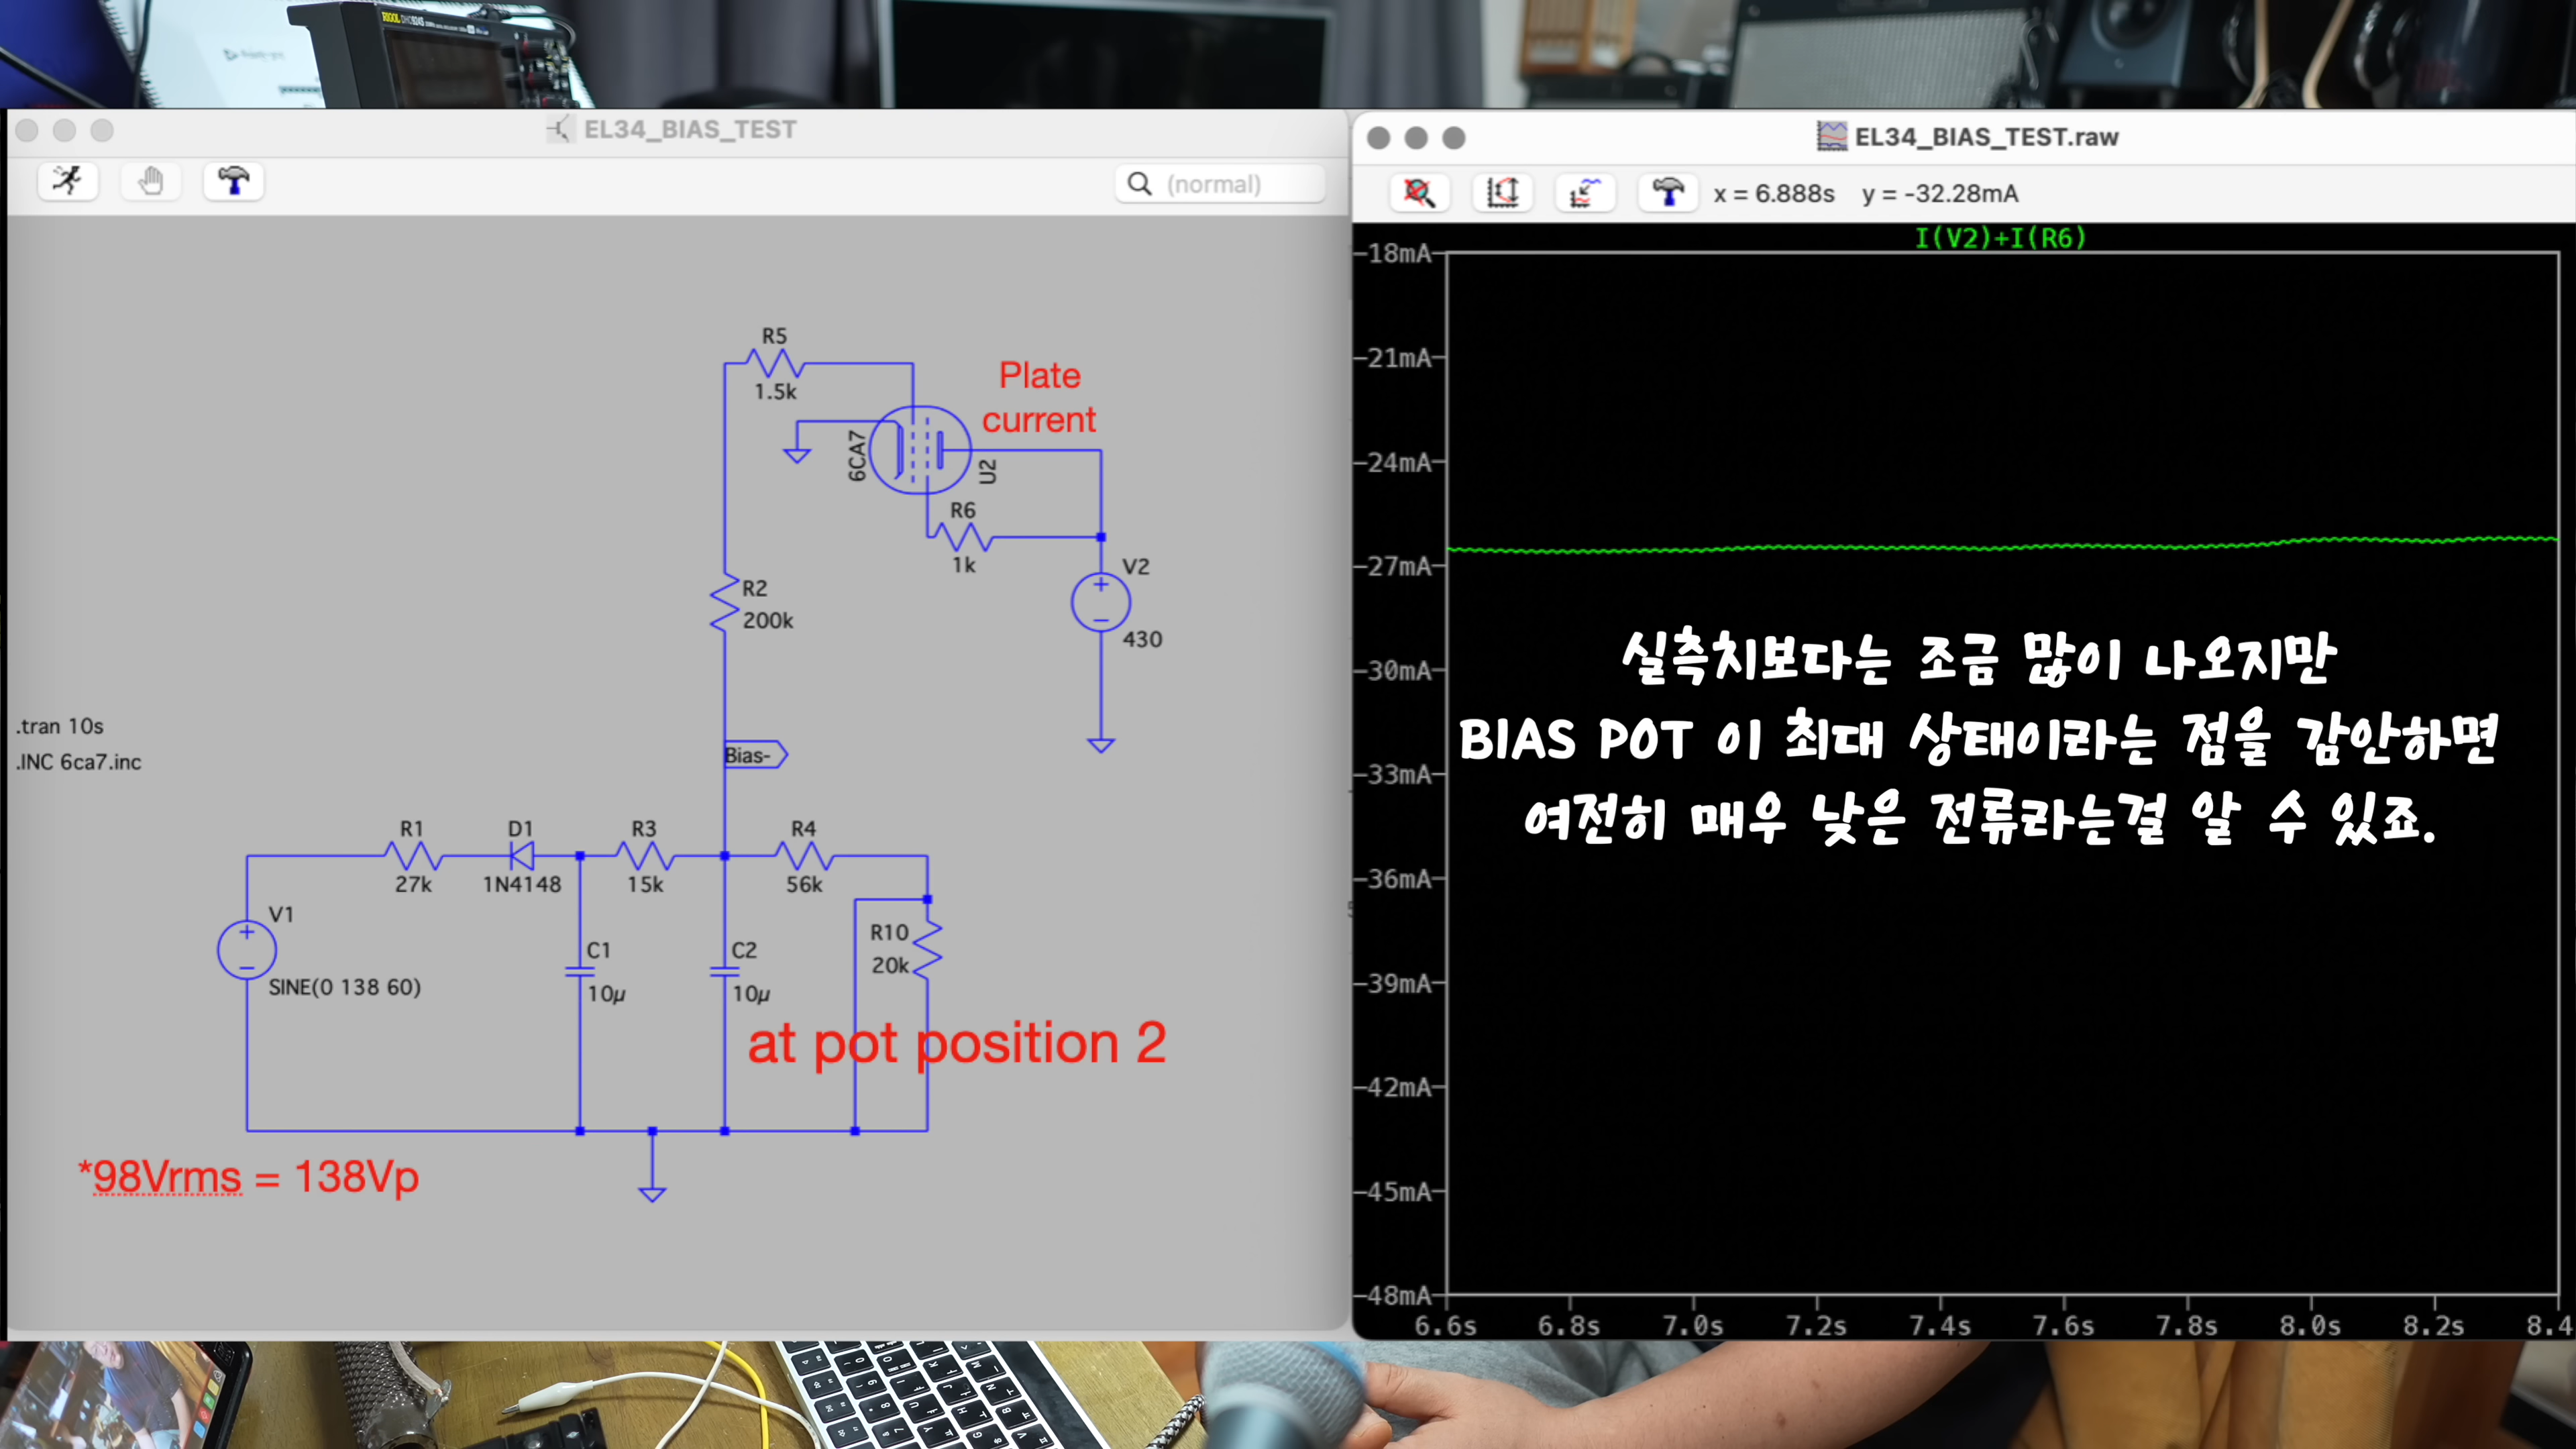 RIGOL
EL34_BIAS_TEST
(normal)
R5
1.5k
Plate
current
6CA7
U2
R6
1k
V2
430
R2
200k
.tran 10s
.INC 6ca7.inc
Bias-
R1
27k
D1
1N4148
R3
15k
R4
56k
V1
SINE(0 138 60)
C1
10µ
C2
10µ
R10
20k
at pot position 2
*98Vrms = 138Vp
EL34_BIAS_TEST.raw
x = 6.888s y = -32.28mA
I(V2)+I(R6)
-18mA
-21mA
-24mA
-27mA
-30mA
-33mA
-36mA
-39mA
-42mA
-45mA
-48mA
실측치보다는 조금 많이 나오지만
BIAS POT 이 최대 상태이라는 점을 감안하면
여전히 매우 낮은 전류라는걸 알 수 있죠.
6.6s 6.8s 7.0s 7.2s 7.4s 7.6s 7.8s 8.0s 8.2s 8.4